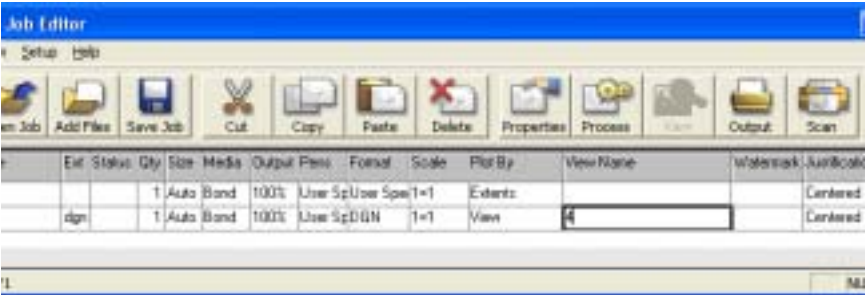 Job Editor
Setup Help
Job Add Files Save Job Cut Copy Paste Delete Properties Process Output Scan
Ext Status Qty Size Media Output Pens Format Scale Plot By View Name Watermark
1 Auto Bond 100% User Sp User Spe 1=1 Extents Centered
dgn 1 Auto Bond 100% User Sp DGN 1=1 View 4 Centered